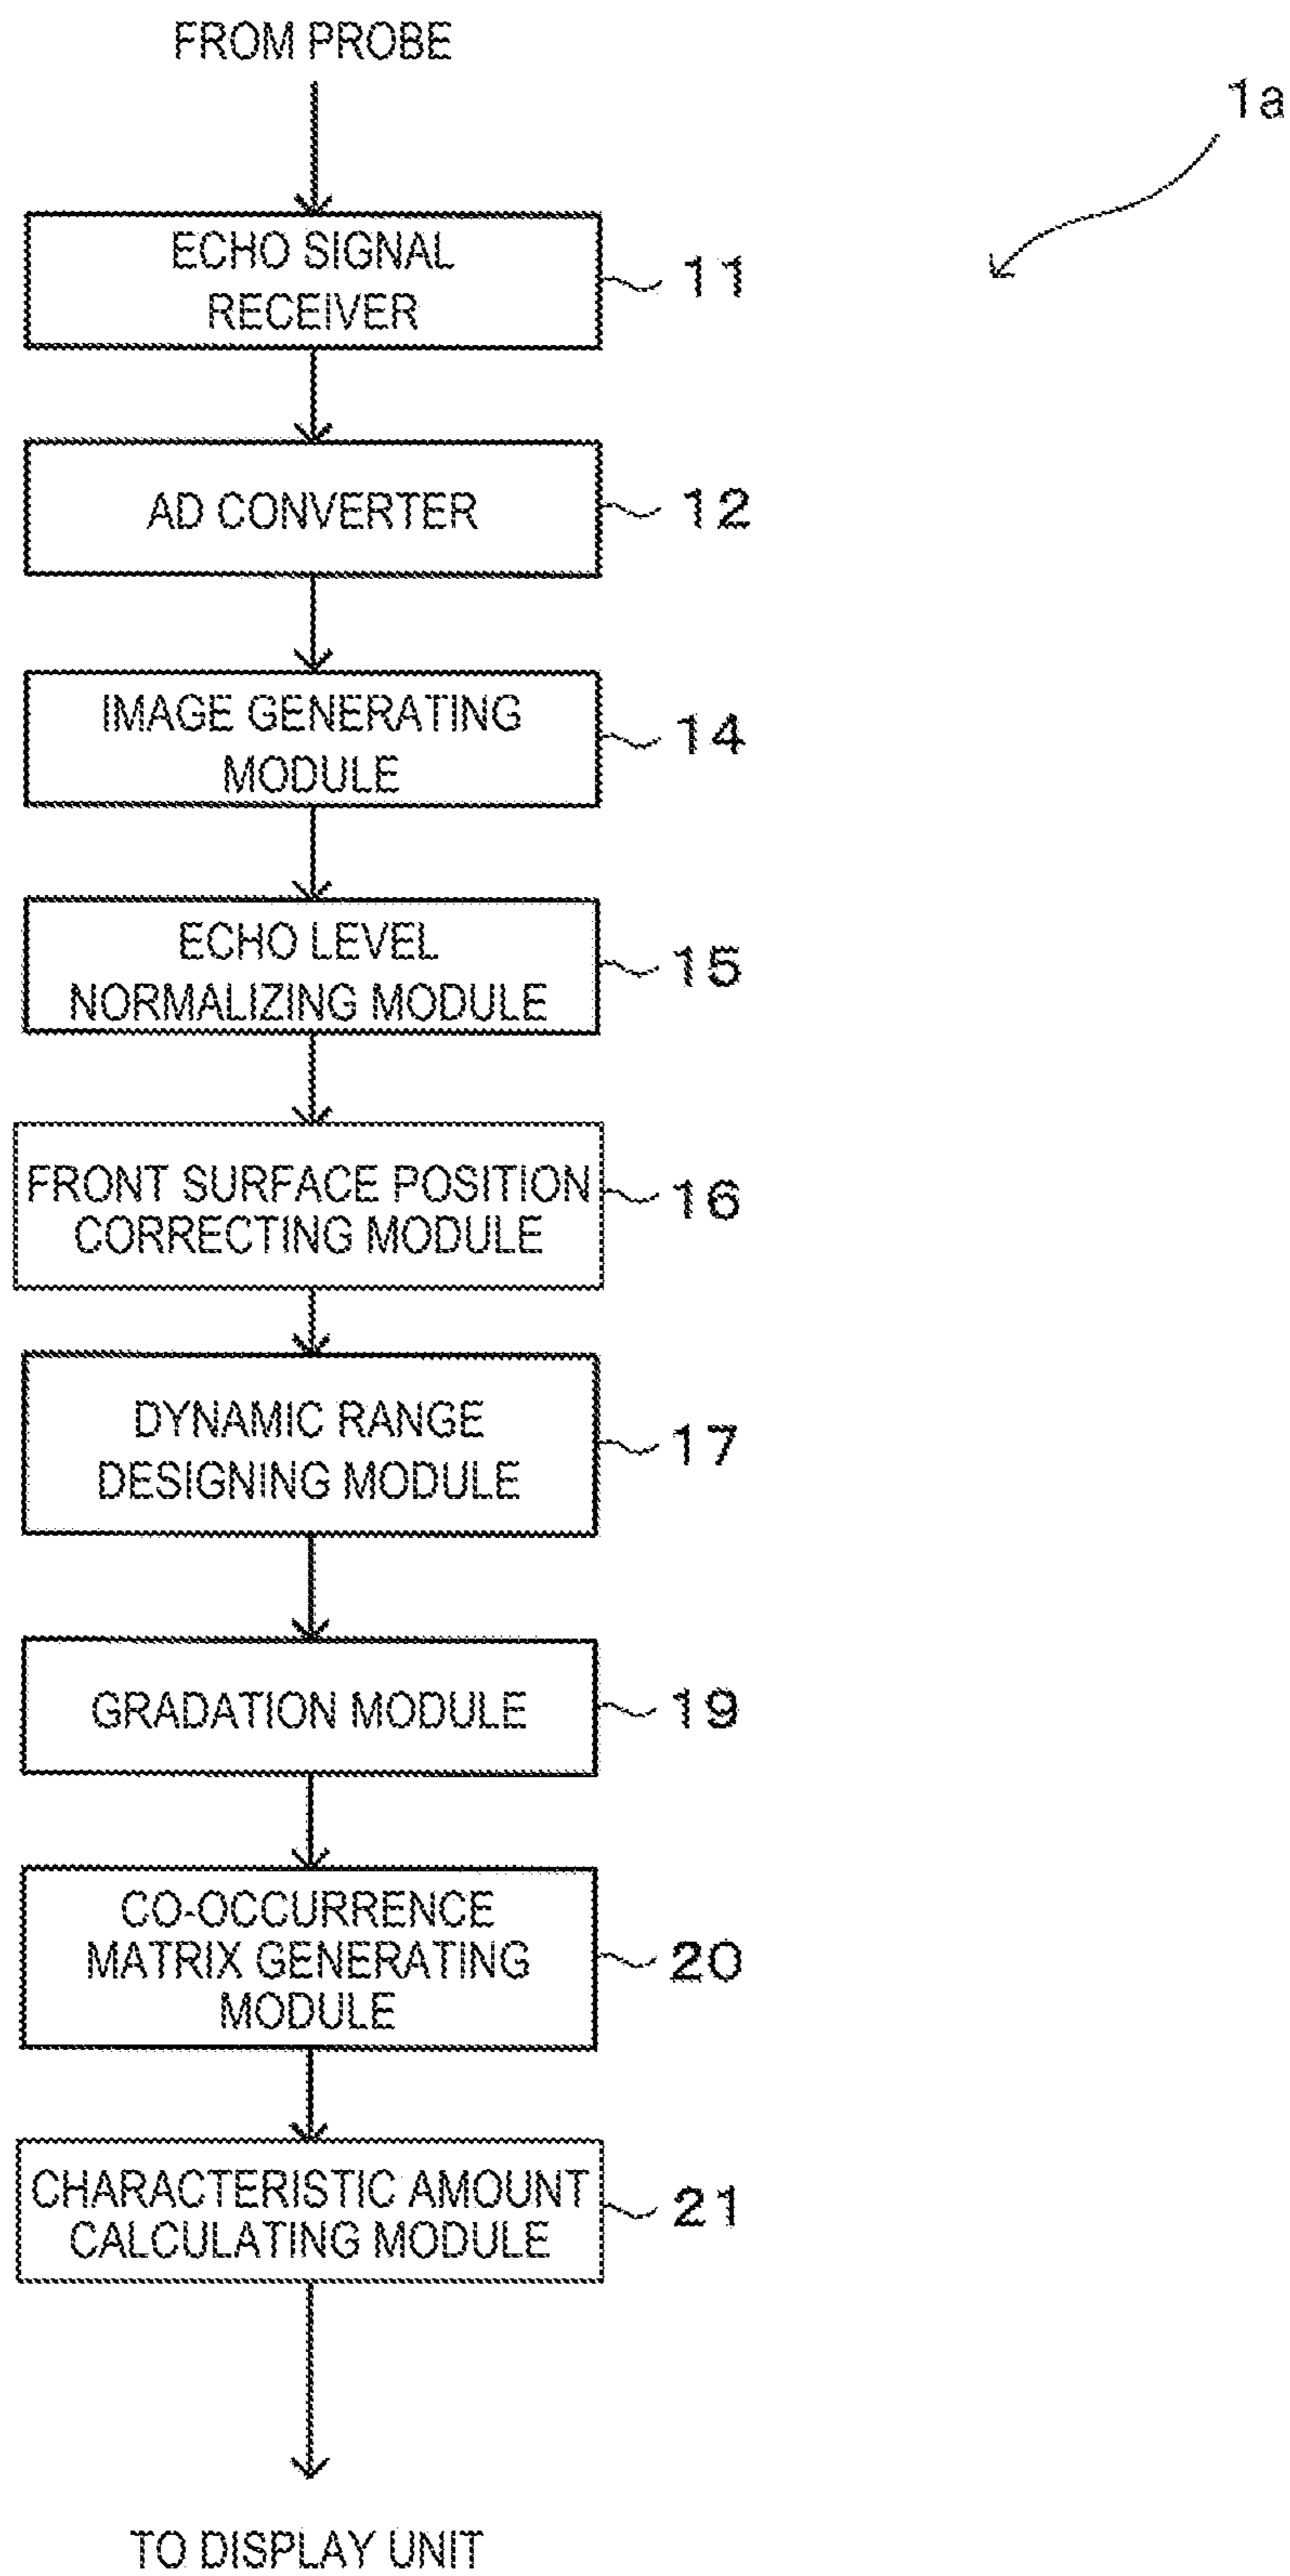 FROM PROBE
1a
ECHO SIGNAL
RECEIVER
11
AD CONVERTER
12
IMAGE GENERATING
MODULE
14
ECHO LEVEL
NORMALIZING MODULE
15
FRONT SURFACE POSITION
CORRECTING MODULE
16
DYNAMIC RANGE
DESIGNING MODULE
17
GRADATION MODULE
19
CO-OCCURRENCE
MATRIX GENERATING
MODULE
20
CHARACTERISTIC AMOUNT
CALCULATING MODULE
21
TO DISPLAY UNIT